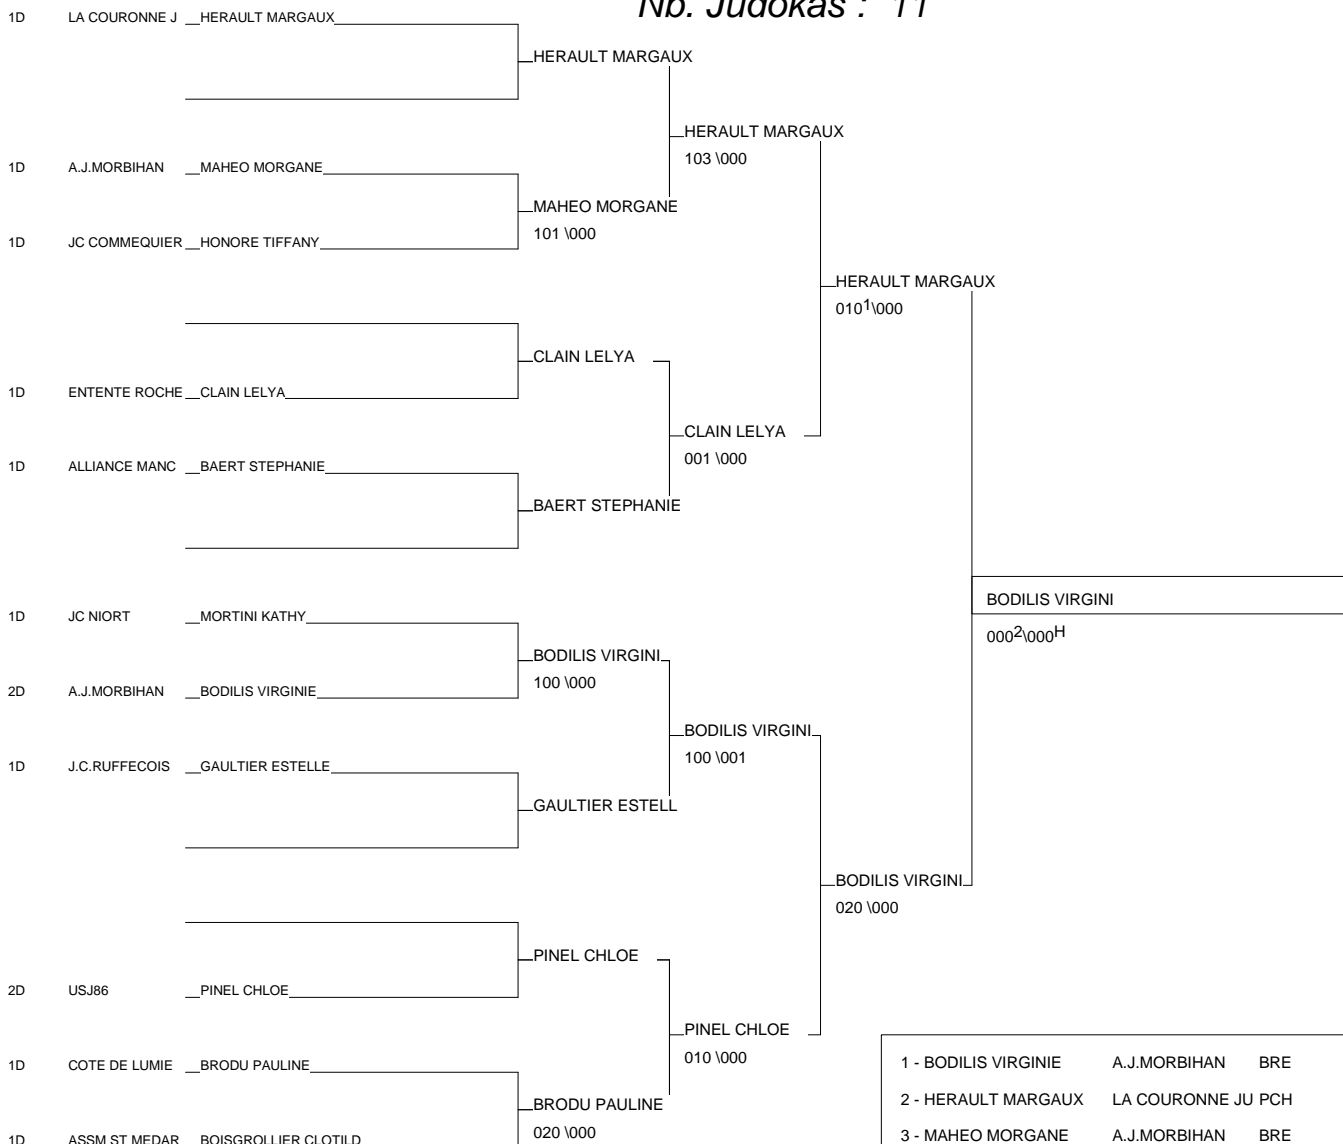 Nb. Judokas : 11
1D LA COURONNE J HERAULT MARGAUX
HERAULT MARGAUX
HERAULT MARGAUX
103 \000
1D A.J.MORBIHAN MAHEO MORGANE
MAHEO MORGANE
101 \000
1D JC COMMEQUIER HONORE TIFFANY
HERAULT MARGAUX
010¹\000
CLAIN LELYA
1D ENTENTE ROCHE CLAIN LELYA
CLAIN LELYA
001 \000
1D ALLIANCE MANC BAERT STEPHANIE
BAERT STEPHANIE
BODILIS VIRGINI
000²\000ᴴ
1D JC NIORT MORTINI KATHY
BODILIS VIRGINI
100 \000
2D A.J.MORBIHAN BODILIS VIRGINIE
BODILIS VIRGINI
100 \001
1D J.C.RUFFECOIS GAULTIER ESTELLE
GAULTIER ESTELL
BODILIS VIRGINI
020 \000
PINEL CHLOE
2D USJ86 PINEL CHLOE
PINEL CHLOE
010 \000
1D COTE DE LUMIE BRODU PAULINE
BRODU PAULINE
020 \000
1D ASSM ST MEDAR BOISGROLLIER CLOTILD
1 - BODILIS VIRGINIE A.J.MORBIHAN BRE
2 - HERAULT MARGAUX LA COURONNE JU PCH
3 - MAHEO MORGANE A.J.MORBIHAN BRE